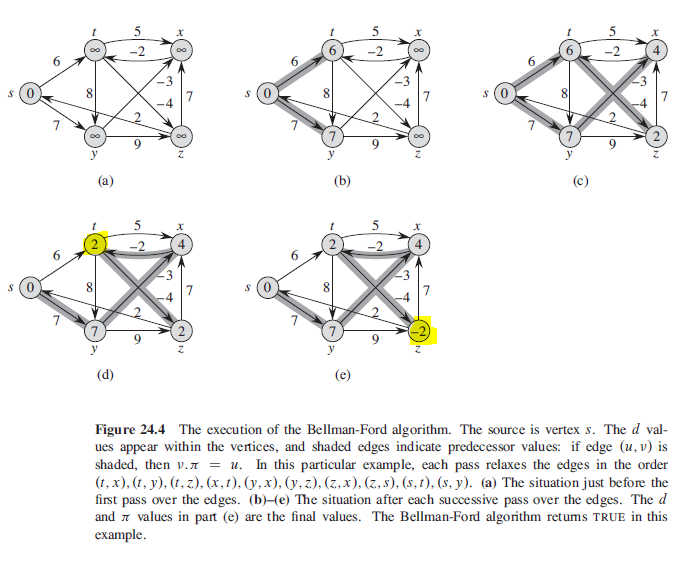 t 5 x
6 ∞ -2 ∞
s 0 8 -3 -4 7
7 2
∞ 9 ∞
y z
(a)
t 5 x
6 6 -2 ∞
s 0 8 -3 -4 7
7 2
7 9 ∞
y z
(b)
t 5 x
6 6 -2 4
s 0 8 -3 -4 7
7 2
7 9 2
y z
(c)
t 5 x
6 2 -2 4
s 0 8 -3 -4 7
7 2
7 9 2
y z
(d)
t 5 x
6 2 -2 4
s 0 8 -3 -4 7
7 2
7 9 -2
y z
(e)
Figure 24.4 The execution of the Bellman-Ford algorithm. The source is vertex s. The d val-
ues appear within the vertices, and shaded edges indicate predecessor values: if edge (u, v) is
shaded, then v.π = u. In this particular example, each pass relaxes the edges in the order
(t, x), (t, y), (t, z), (x, t), (y, x), (y, z), (z, x), (z, s), (s, t), (s, y). (a) The situation just before the
first pass over the edges. (b)–(e) The situation after each successive pass over the edges. The d
and π values in part (e) are the final values. The Bellman-Ford algorithm returns TRUE in this
example.